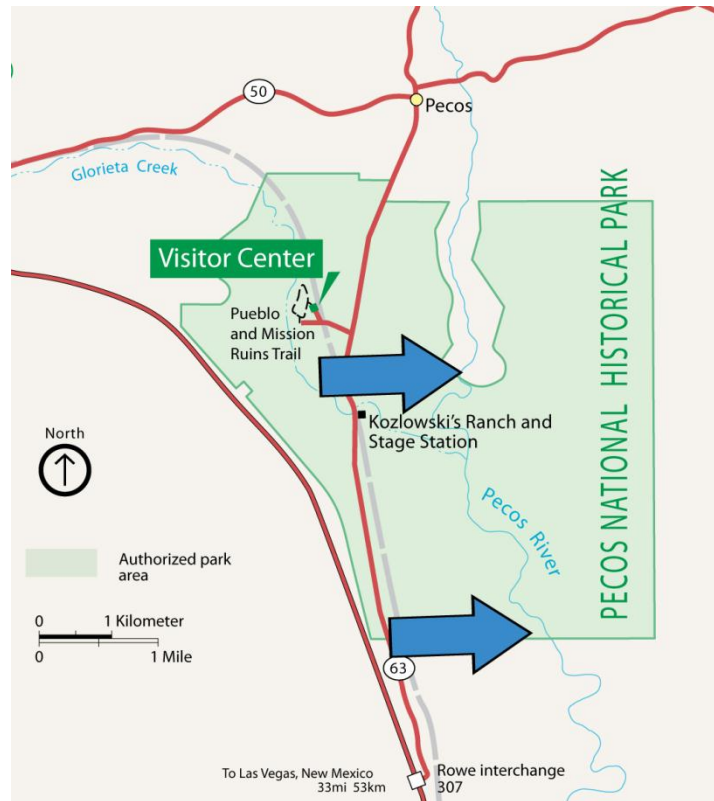 50
Pecos
Glorieta Creek
Visitor Center
Pueblo
and Mission
Ruins Trail
Kozlowski's Ranch and
Stage Station
North
Pecos River
PECOS NATIONAL HISTORICAL PARK
Authorized park
area
0 1 Kilometer
0 1 Mile
63
To Las Vegas, New Mexico
33mi 53km
Rowe interchange
307